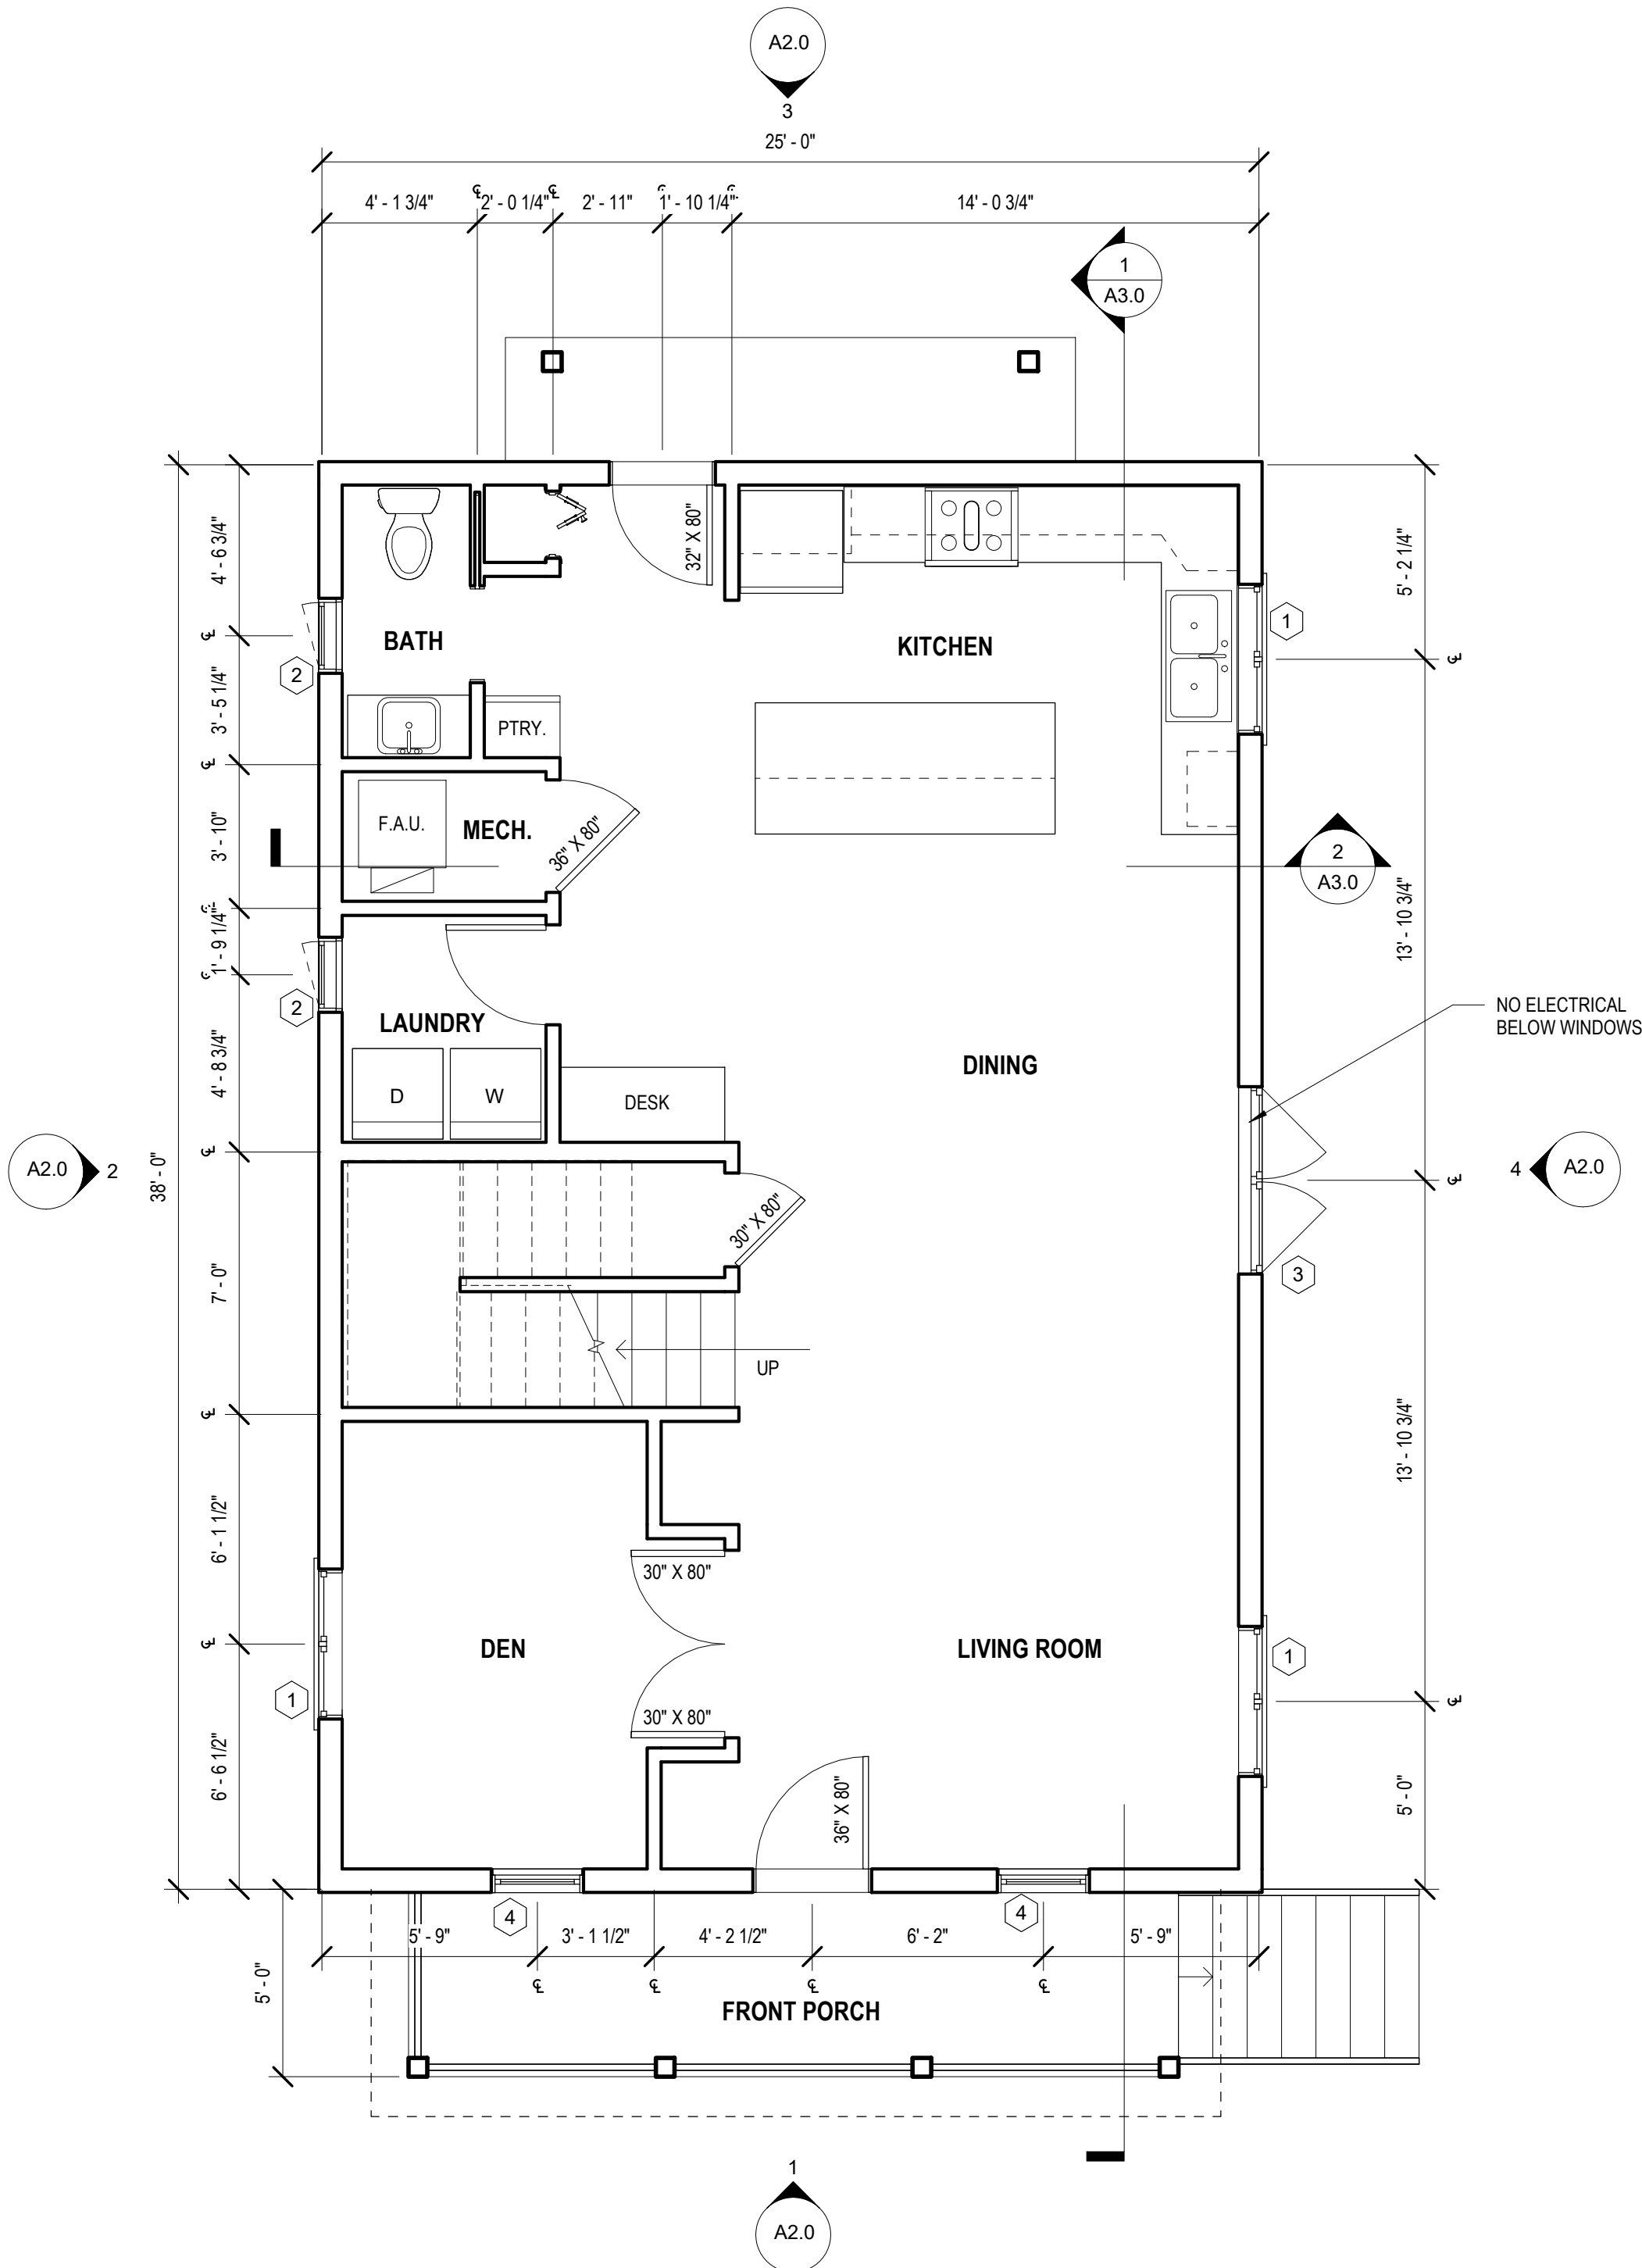 A2.0
3
25' - 0"
4' - 1 3/4"
2' - 0 1/4"
2' - 11"
1' - 10 1/4"
14' - 0 3/4"
1
A3.0
32" X 80"
4' - 6 3/4"
5' - 2 1/4"
BATH
KITCHEN
1
2
3' - 5 1/4"
PTRY.
F.A.U.
MECH.
36" X 80"
3' - 10"
2
A3.0
13' - 10 3/4"
1' - 9 1/4"
2
LAUNDRY
NO ELECTRICAL
BELOW WINDOWS
DINING
4' - 8 3/4"
D
W
DESK
A2.0
2
38' - 0"
4
A2.0
30" X 80"
7' - 0"
3
UP
13' - 10 3/4"
6' - 1 1/2"
30" X 80"
DEN
LIVING ROOM
1
1
30" X 80"
6' - 6 1/2"
36" X 80"
5' - 0"
4
4
5' - 9"
3' - 1 1/2"
4' - 2 1/2"
6' - 2"
5' - 9"
5' - 0"
FRONT PORCH
1
A2.0